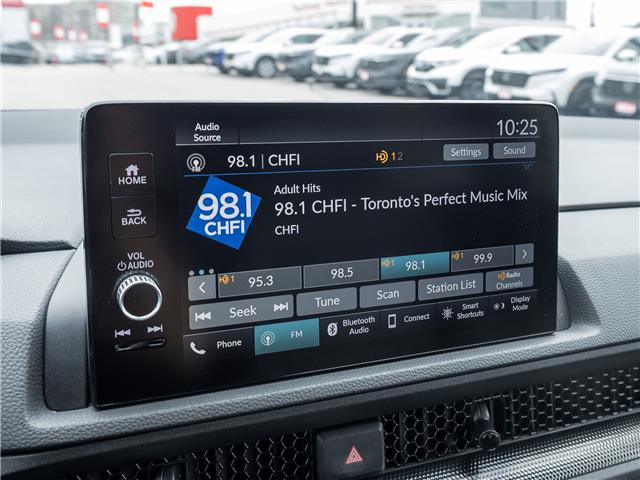 Audio
Source
10:25
98.1 | CHFI
HD 1 2
Settings
Sound
HOME
BACK
VOL
AUDIO
98.1
CHFI
Adult Hits
98.1 CHFI - Toronto's Perfect Music Mix
CHFI
HD 1
95.3
98.5
HD 1
98.1
HD 1
99.9
Seek
Tune
Scan
Station List
HD Radio
Channels
Phone
FM
Bluetooth
Audio
Connect
Smart
Shortcuts
Display
Mode